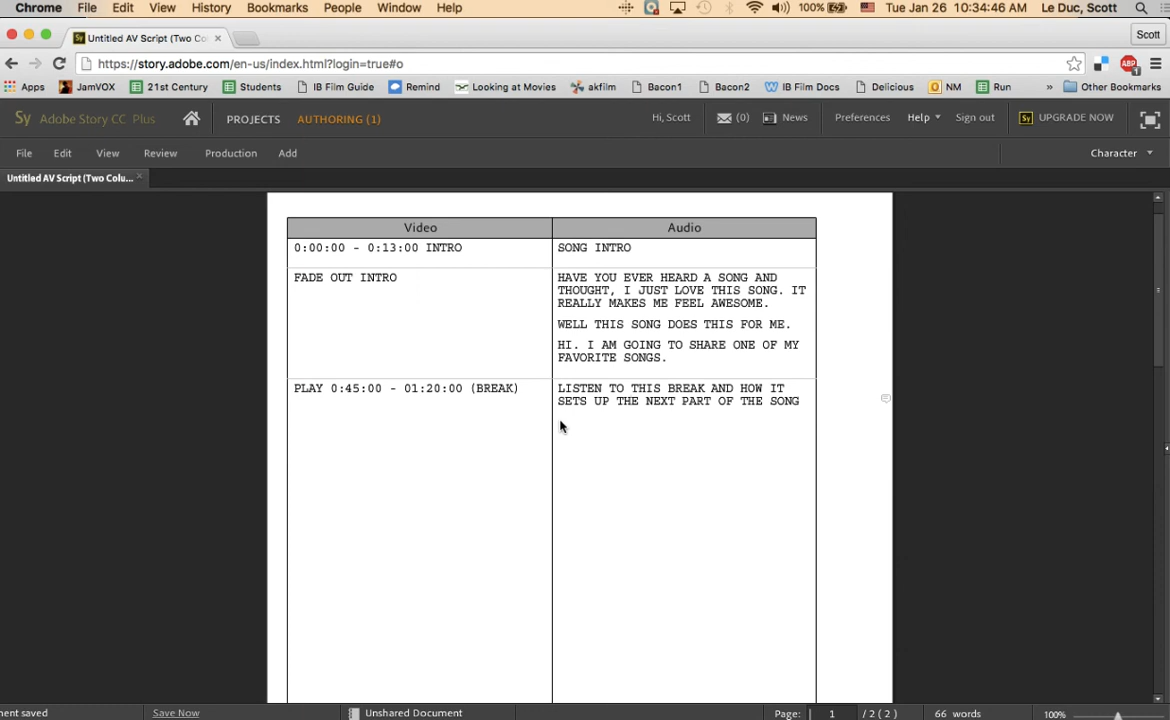 Chrome File Edit View History Bookmarks People Window Help 100% Tue Jan 26 10:34:46 AM Le Duc, Scott
Untitled AV Script (Two Co Scott
https://story.adobe.com/en-us/index.html?login=true#o ABP 1
Apps JamVOX 21st Century Students IB Film Guide Remind Looking at Movies akfilm Bacon1 Bacon2 IB Film Docs Delicious NM Run » Other Bookmarks
Sy Adobe Story CC Plus PROJECTS AUTHORING (1) Hi, Scott (0) News Preferences Help Sign out Sy UPGRADE NOW
File Edit View Review Production Add Character
Untitled AV Script (Two Colu...
Video Audio
0:00:00 - 0:13:00 INTRO SONG INTRO
FADE OUT INTRO HAVE YOU EVER HEARD A SONG AND
THOUGHT, I JUST LOVE THIS SONG. IT
REALLY MAKES ME FEEL AWESOME.
WELL THIS SONG DOES THIS FOR ME.
HI. I AM GOING TO SHARE ONE OF MY
FAVORITE SONGS.
PLAY 0:45:00 - 01:20:00 (BREAK) LISTEN TO THIS BREAK AND HOW IT
SETS UP THE NEXT PART OF THE SONG
ment saved Save Now Unshared Document Page: 1 / 2 ( 2 ) 66 words 100%